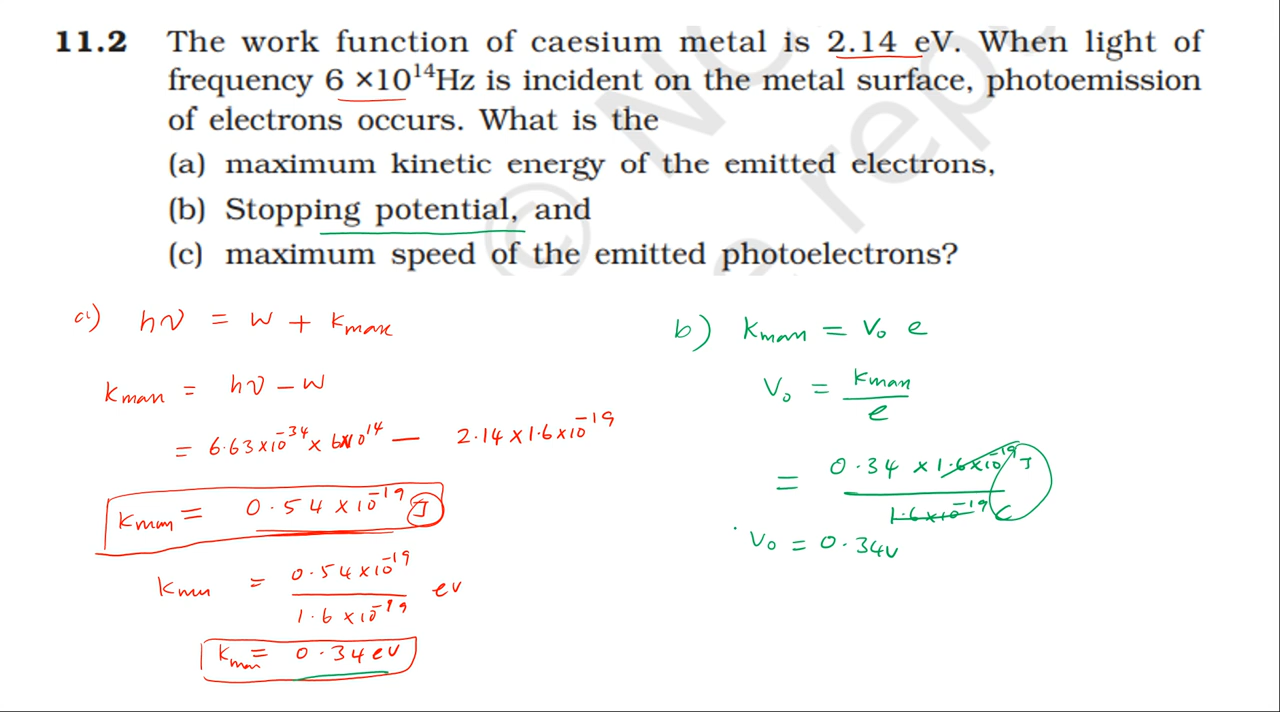 11.2 The work function of caesium metal is 2.14 eV. When light of
frequency 6 ×10¹⁴Hz is incident on the metal surface, photoemission
of electrons occurs. What is the
(a) maximum kinetic energy of the emitted electrons,
(b) Stopping potential, and
(c) maximum speed of the emitted photoelectrons?
a) hν = W + Kmax
Kmax = hν – W
= 6.63×10⁻³⁴ × 6×10¹⁴ – 2.14×1.6×10⁻¹⁹
Kmax = 0.54×10⁻¹⁹ J
Kmax = 0.54×10⁻¹⁹ / 1.6×10⁻¹⁹ eV
Kmax = 0.34 eV
b) Kmax = V₀ e
V₀ = Kmax / e
= 0.34 × 1.6×10⁻¹⁹ J / 1.6×10⁻¹⁹ C
V₀ = 0.34V